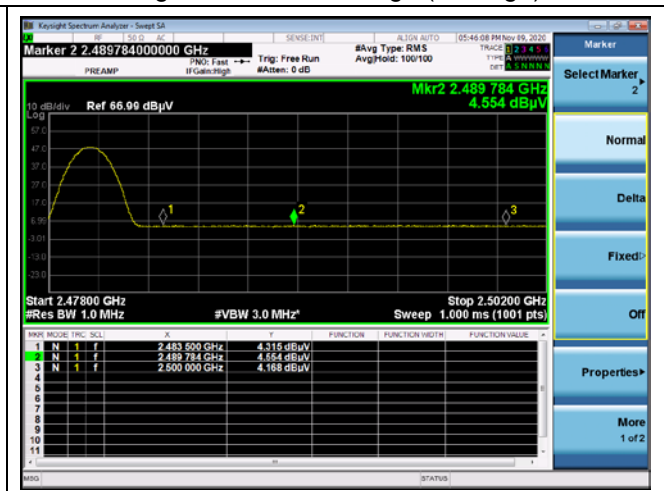 Keysight Spectrum Analyzer - Swept SA
RF 50 Ω AC SENSE:INT ALIGN AUTO 05:46:08 PM Nov 09, 2020
Marker 2 2.489784000000 GHz
PREAMP
PNO: Fast
IFGain:High
Trig: Free Run
#Atten: 0 dB
#Avg Type: RMS
Avg|Hold: 100/100
TRACE 1 2 3 4 5 6
TYPE A WWWWW
DET A S N N N N
Marker
Select Marker
2
Normal
Delta
Fixed
Off
Properties
More
1 of 2
Mkr2 2.489 784 GHz
4.554 dBµV
10 dB/div Ref 66.99 dBµV
Log
57.0
47.0
37.0
27.0
17.0
6.99
-3.01
-13.0
-23.0
1
2
3
Start 2.47800 GHz Stop 2.50200 GHz
#Res BW 1.0 MHz #VBW 3.0 MHz* Sweep 1.000 ms (1001 pts)
MKR MODE TRC SCL X Y FUNCTION FUNCTION WIDTH FUNCTION VALUE
1 N 1 f 2.483 500 GHz 4.315 dBµV
2 N 1 f 2.489 784 GHz 4.554 dBµV
3 N 1 f 2.500 000 GHz 4.168 dBµV
4
5
6
7
8
9
10
11
MSG STATUS